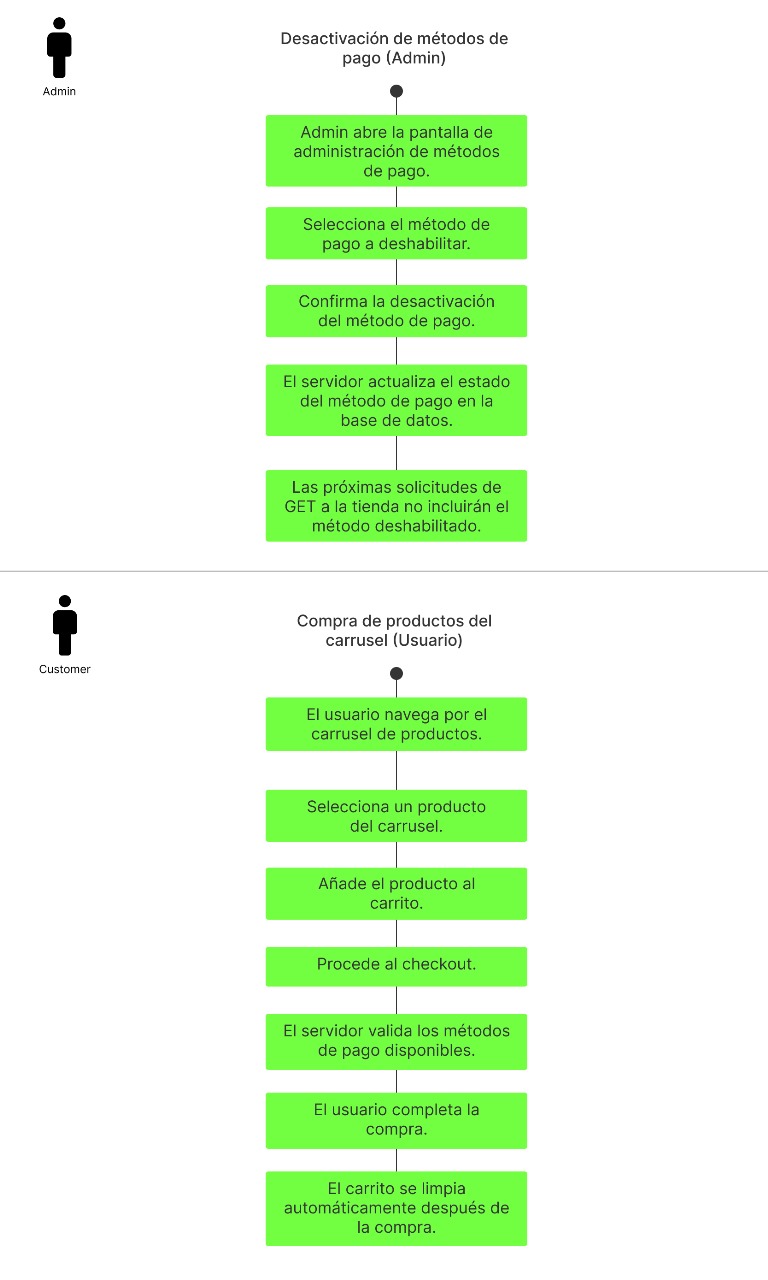 Desactivación de métodos de
pago (Admin)
Admin
Admin abre la pantalla de
administración de métodos
de pago.
Selecciona el método de
pago a deshabilitar.
Confirma la desactivación
del método de pago.
El servidor actualiza el estado
del método de pago en la
base de datos.
Las próximas solicitudes de
GET a la tienda no incluirán el
método deshabilitado.
Compra de productos del
carrusel (Usuario)
Customer
El usuario navega por el
carrusel de productos.
Selecciona un producto
del carrusel.
Añade el producto al
carrito.
Procede al checkout.
El servidor valida los métodos
de pago disponibles.
El usuario completa la
compra.
El carrito se limpia
automáticamente después de
la compra.